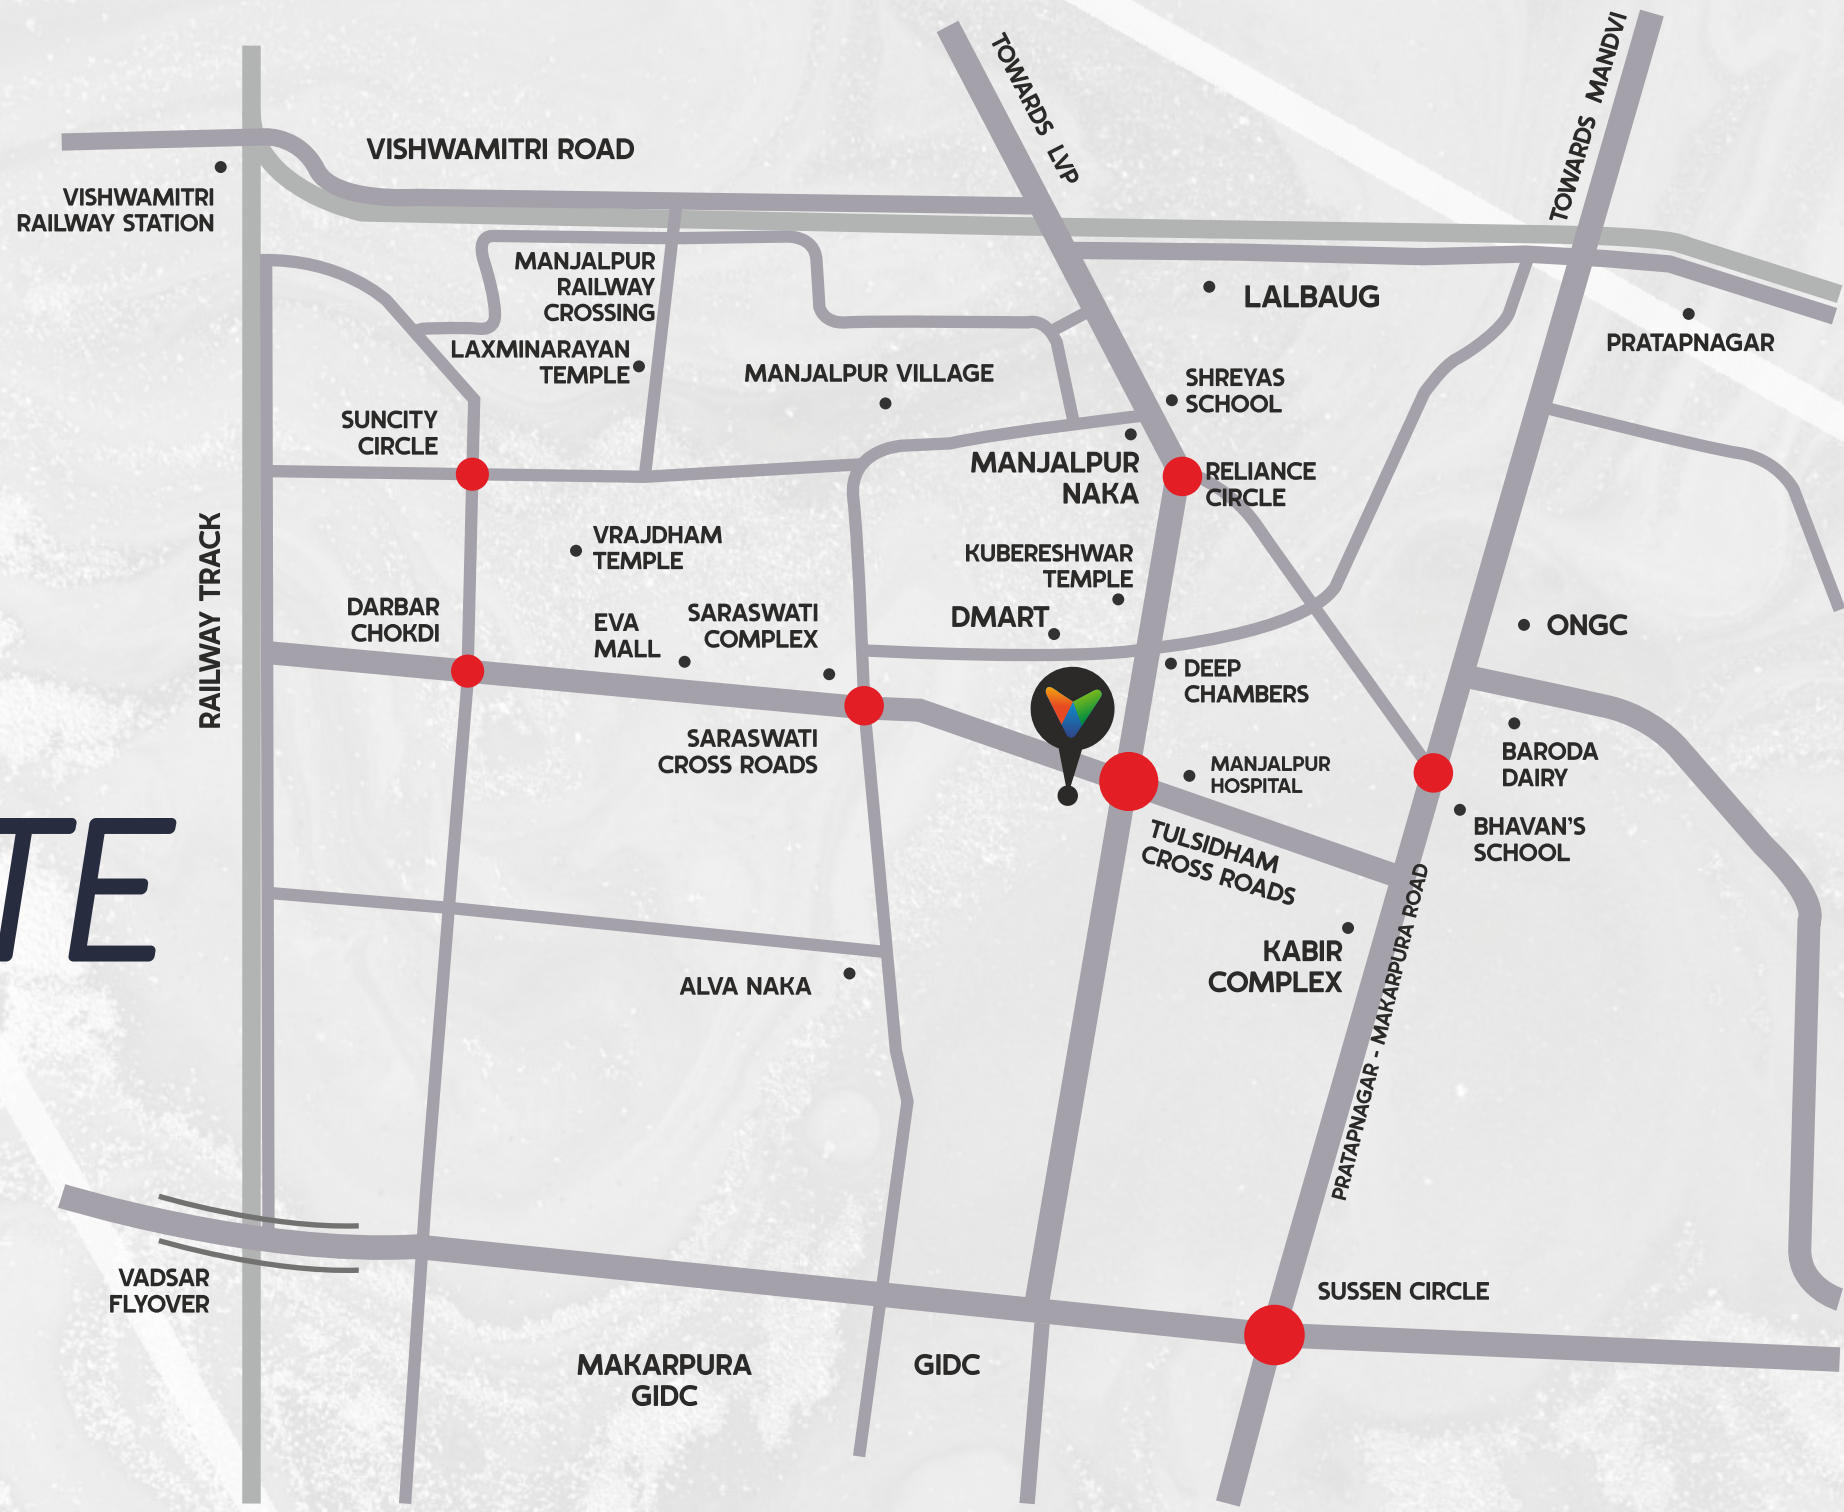 TOWARDS LVP
TOWARDS MANDVI
VISHWAMITRI ROAD
VISHWAMITRI
RAILWAY STATION
MANJALPUR
RAILWAY
CROSSING
LALBAUG
PRATAPNAGAR
LAXMINARAYAN
TEMPLE
MANJALPUR VILLAGE
SHREYAS
SCHOOL
SUNCITY
CIRCLE
MANJALPUR
NAKA
RELIANCE
CIRCLE
RAILWAY TRACK
VRAJDHAM
TEMPLE
KUBERESHWAR
TEMPLE
DARBAR
CHOKDI
EVA
MALL
SARASWATI
COMPLEX
DMART
ONGC
DEEP
CHAMBERS
SARASWATI
CROSS ROADS
MANJALPUR
HOSPITAL
BARODA
DAIRY
TULSIDHAM
CROSS ROADS
BHAVAN'S
SCHOOL
TE
PRATAPNAGAR - MAKARPURA ROAD
KABIR
COMPLEX
ALVA NAKA
VADSAR
FLYOVER
SUSSEN CIRCLE
MAKARPURA
GIDC
GIDC